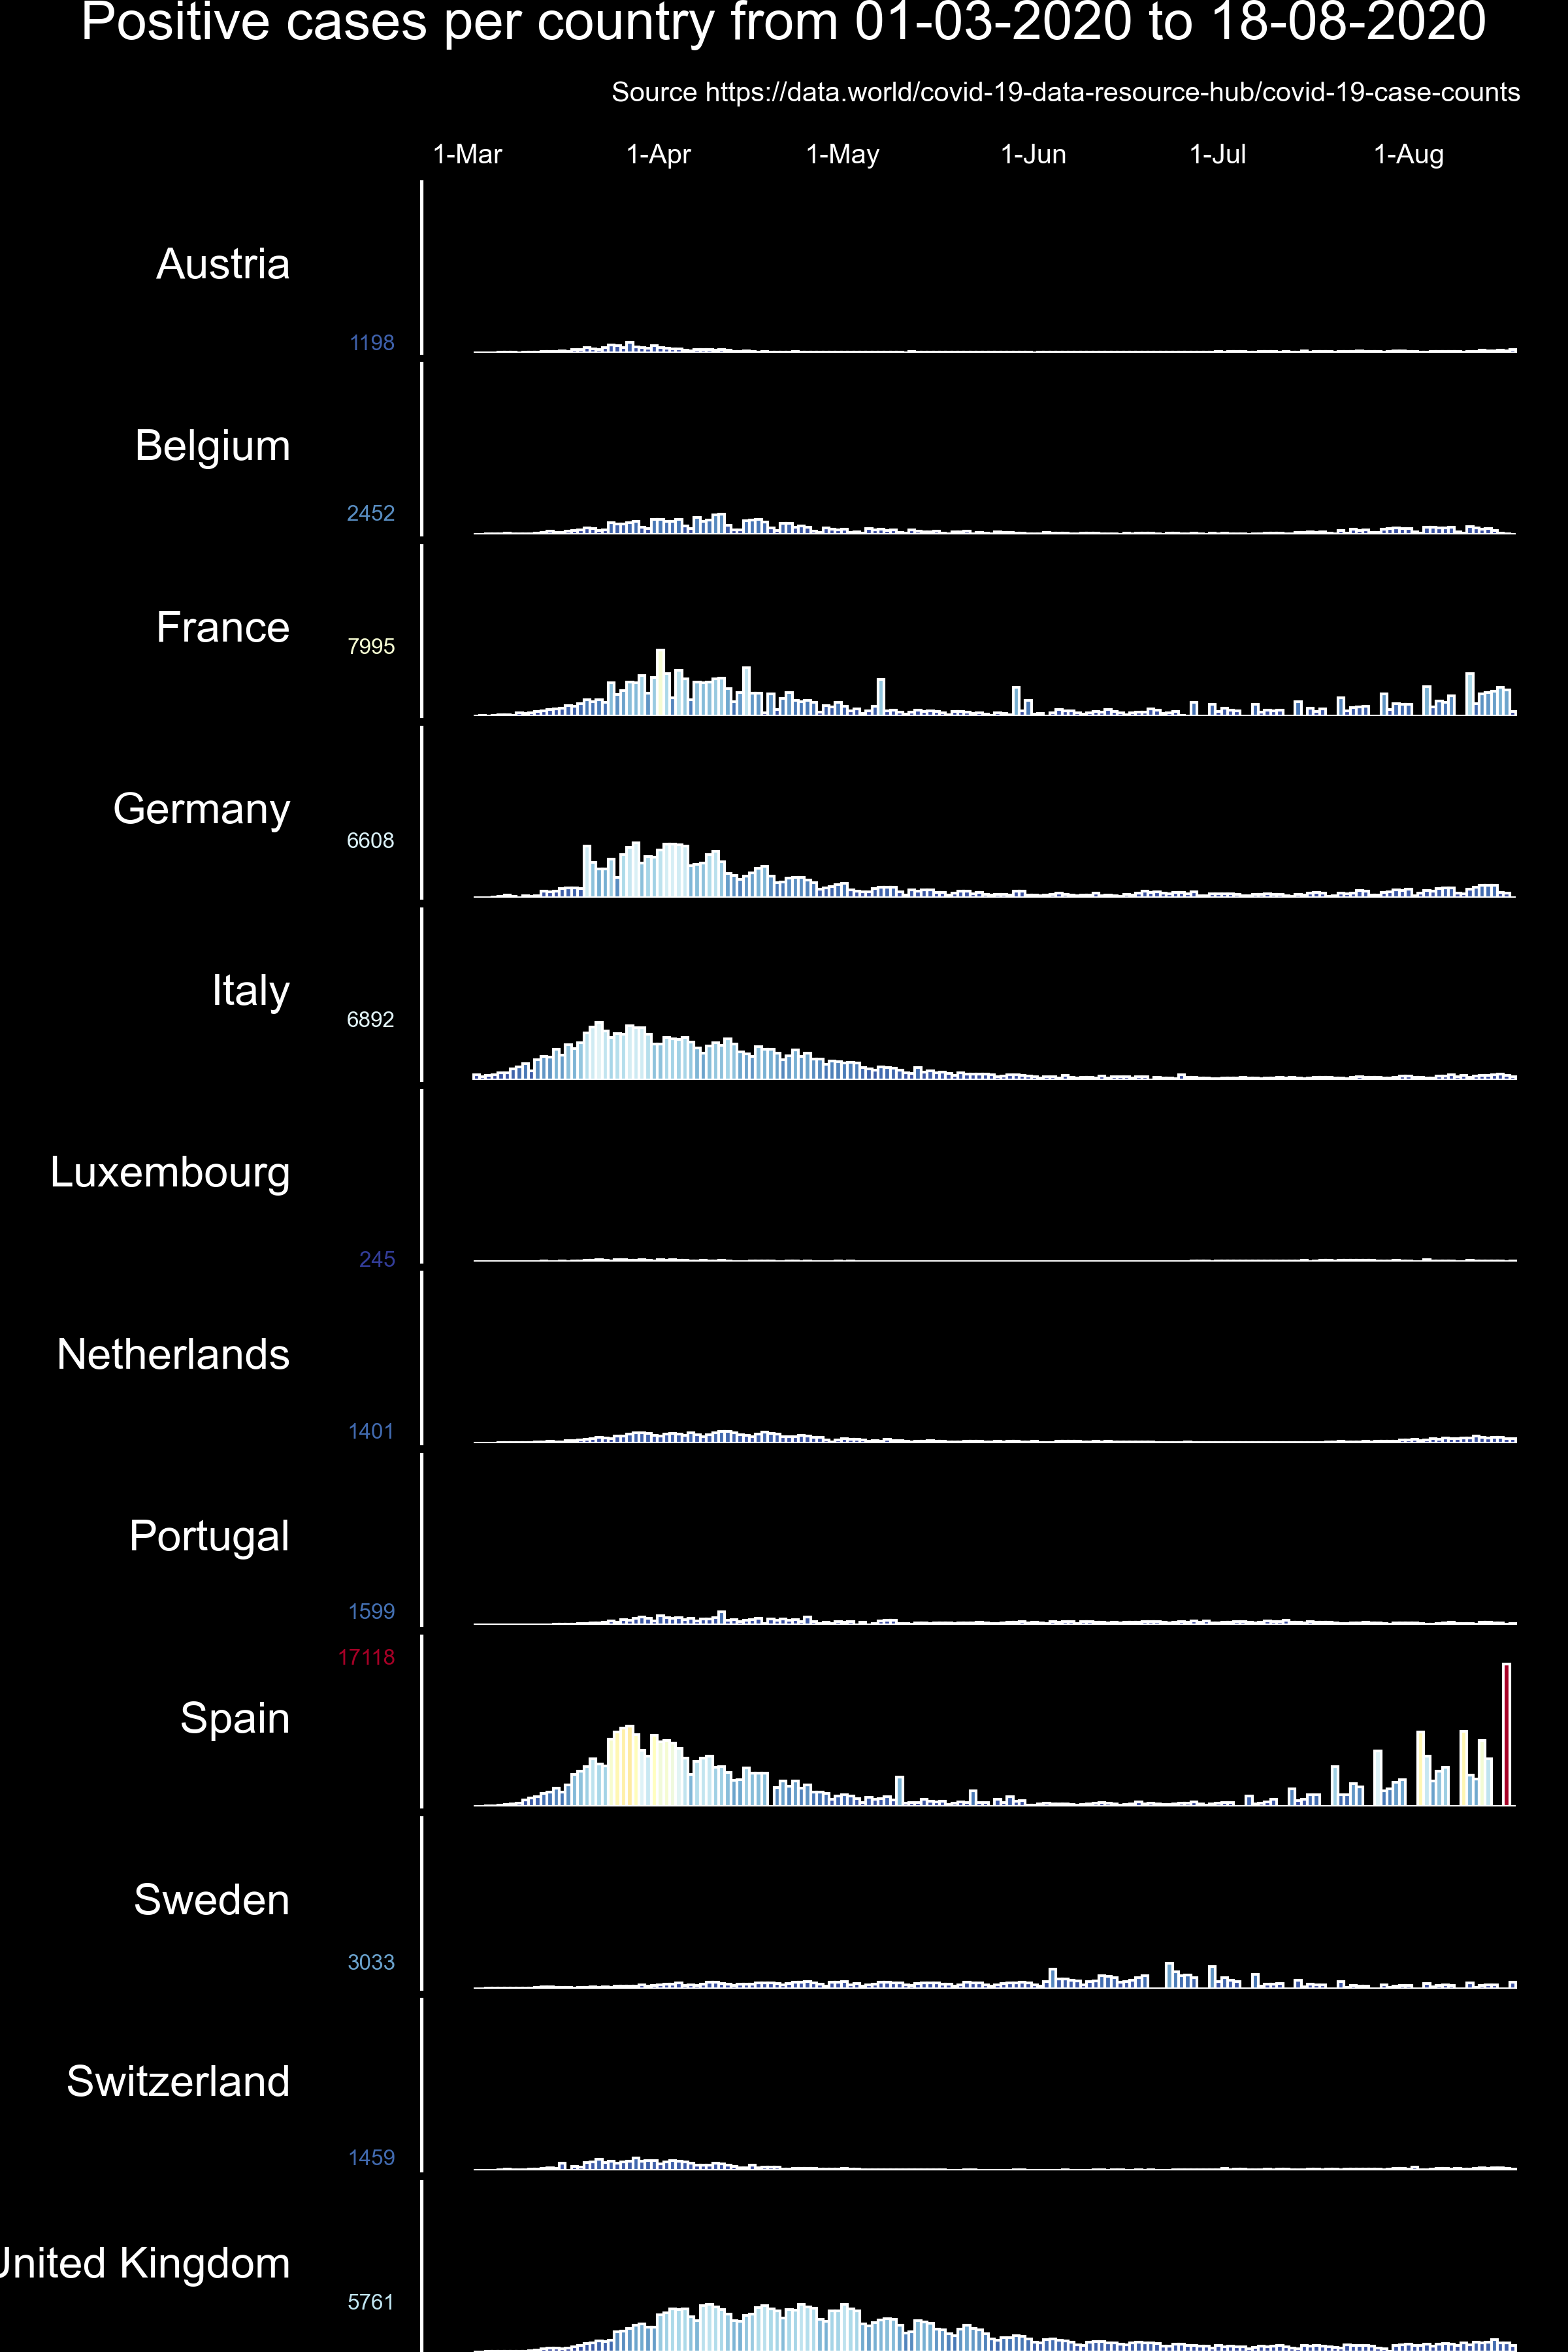 Positive cases per country from 01-03-2020 to 18-08-2020
Source https://data.world/covid-19-data-resource-hub/covid-19-case-counts
1-Mar 1-Apr 1-May 1-Jun 1-Jul 1-Aug
Austria
1198
Belgium
2452
France
7995
Germany
6608
Italy
6892
Luxembourg
245
Netherlands
1401
Portugal
1599
17118
Spain
Sweden
3033
Switzerland
1459
United Kingdom
5761